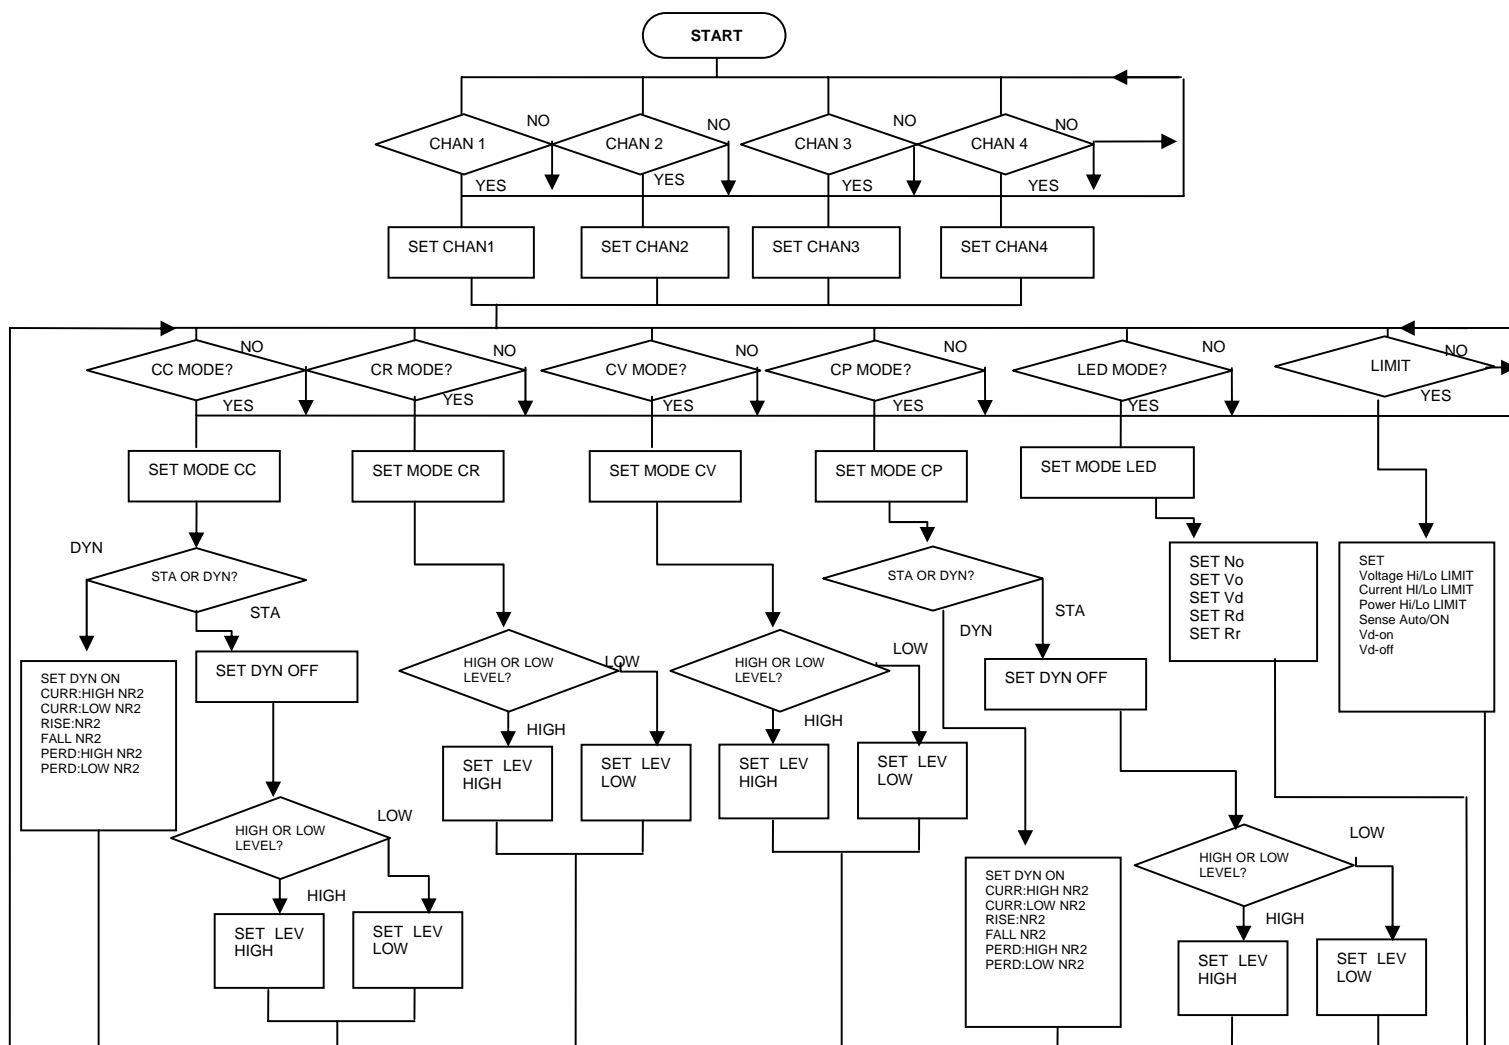 START
NO
NO
NO
NO
CHAN 1
CHAN 2
CHAN 3
CHAN 4
YES
YES
YES
YES
SET CHAN1
SET CHAN2
SET CHAN3
SET CHAN4
NO
NO
NO
NO
NO
NO
CC MODE?
CR MODE?
CV MODE?
CP MODE?
LED MODE?
LIMIT
YES
YES
YES
YES
YES
YES
SET MODE CC
SET MODE CR
SET MODE CV
SET MODE CP
SET MODE LED
DYN
STA OR DYN?
STA
STA OR DYN?
STA
DYN
SET No
SET Vo
SET Vd
SET Rd
SET Rr
SET
Voltage Hi/Lo LIMIT
Current HI/Lo LIMIT
Power Hi/Lo LIMIT
Sense Auto/ON
Vd-on
Vd-off
SET DYN ON
CURR:HIGH NR2
CURR:LOW NR2
RISE:NR2
FALL NR2
PERD:HIGH NR2
PERD:LOW NR2
SET DYN OFF
HIGH OR LOW
LEVEL?
LOW
HIGH
HIGH OR LOW
LEVEL?
LOW
HIGH
SET DYN OFF
SET LEV
HIGH
SET LEV
LOW
SET LEV
HIGH
SET LEV
LOW
HIGH OR LOW
LEVEL?
LOW
HIGH
SET LEV
HIGH
SET LEV
LOW
SET DYN ON
CURR:HIGH NR2
CURR:LOW NR2
RISE:NR2
FALL NR2
PERD:HIGH NR2
PERD:LOW NR2
HIGH OR LOW
LEVEL?
LOW
HIGH
SET LEV
HIGH
SET LEV
LOW